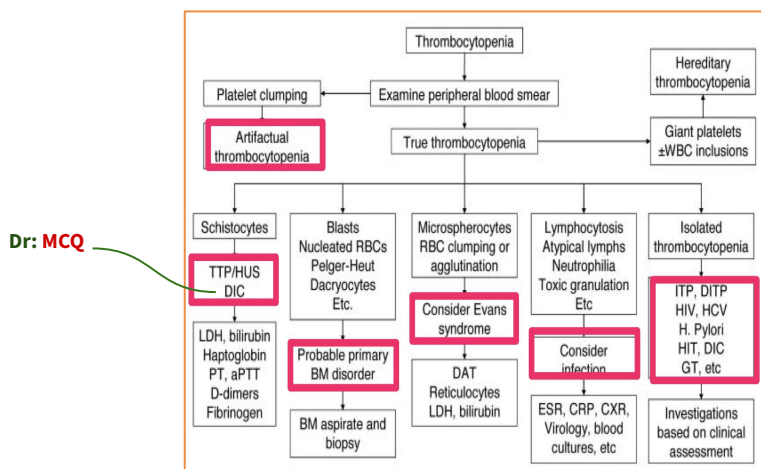 Thrombocytopenia
Platelet clumping
Examine peripheral blood smear
Hereditary
thrombocytopenia
Artifactual
thrombocytopenia
True thrombocytopenia
Giant platelets
±WBC inclusions
Dr: MCQ
Schistocytes
TTP/HUS
DIC
LDH, bilirubin
Haptoglobin
PT, aPTT
D-dimers
Fibrinogen
Blasts
Nucleated RBCs
Pelger-Heut
Dacryocytes
Etc.
Probable primary
BM disorder
BM aspirate and
biopsy
Microspherocytes
RBC clumping or
agglutination
Consider Evans
syndrome
DAT
Reticulocytes
LDH, bilirubin
Lymphocytosis
Atypical lymphs
Neutrophilia
Toxic granulation
Etc
Consider
infection
ESR, CRP, CXR,
Virology, blood
cultures, etc
Isolated
thrombocytopenia
ITP, DITP
HIV, HCV
H. Pylori
HIT, DIC
GT, etc
Investigations
based on clinical
assessment